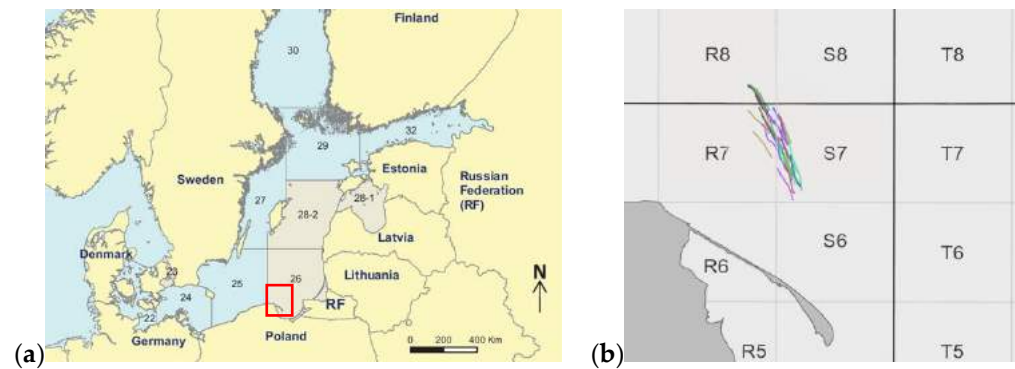 Finland
30
32
29
Estonia
Sweden
Russian
Federation
(RF)
28-1
27
28-2
Latvia
Denmark
23
Lithuania
N
26
25
24
RF
22
Poland
Germany
0 200 400 Km
(a)
R8 S8 T8
R7 S7 T7
S6 T6
R6
R5 T5
(b)